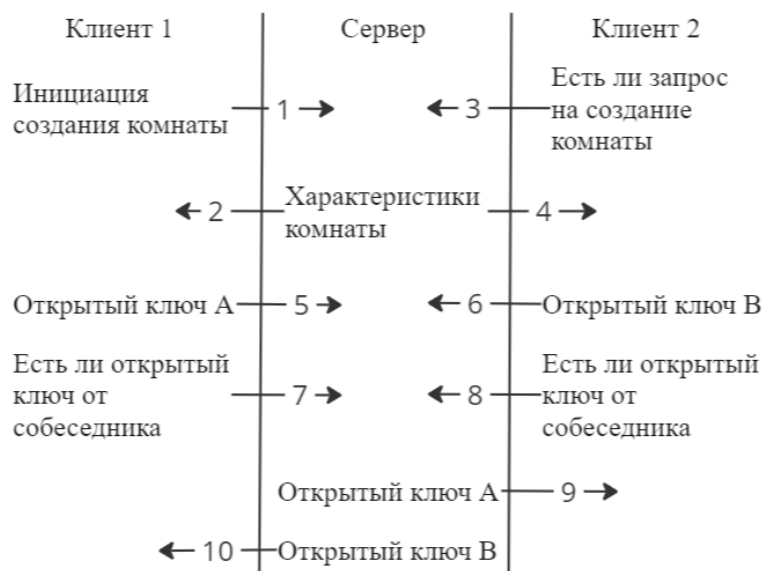 Клиент 1
Сервер
Клиент 2
Инициация
создания комнаты
1
3
Есть ли запрос
на создание
комнаты
2
Характеристики
комнаты
4
Открытый ключ A
5
6
Открытый ключ B
Есть ли открытый
ключ от
собеседника
7
8
Есть ли открытый
ключ от
собеседника
Открытый ключ A
9
10
Открытый ключ B